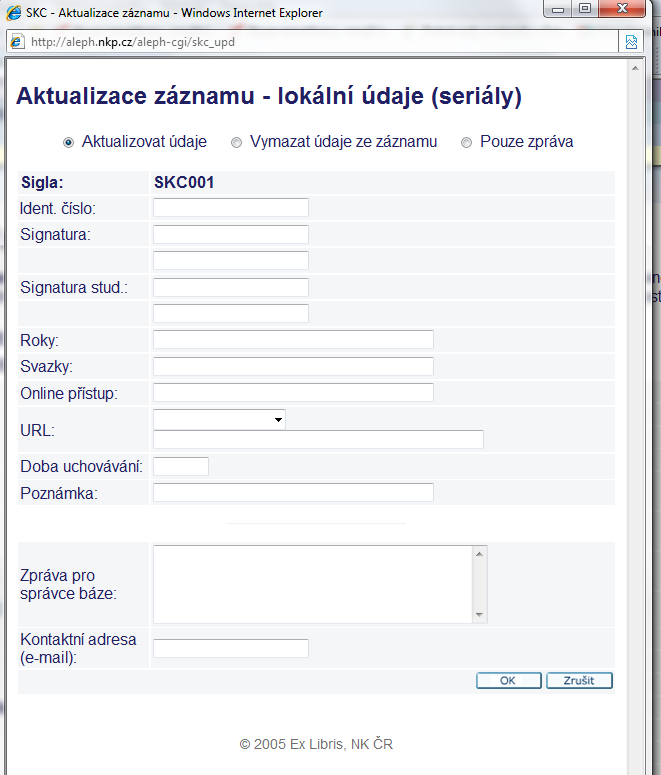 SKC - Aktualizace záznamu - Windows Internet Explorer
http://aleph.nkp.cz/aleph-cgi/skc_upd
Aktualizace záznamu - lokální údaje (seriály)
Aktualizovat údaje Vymazat údaje ze záznamu Pouze zpráva
Sigla: SKC001
Ident. číslo:
Signatura:
Signatura stud.:
Roky:
Svazky:
Online přístup:
URL:
Doba uchovávání:
Poznámka:
Zpráva pro
správce báze:
Kontaktní adresa
(e-mail):
OK Zrušit
© 2005 Ex Libris, NK ČR